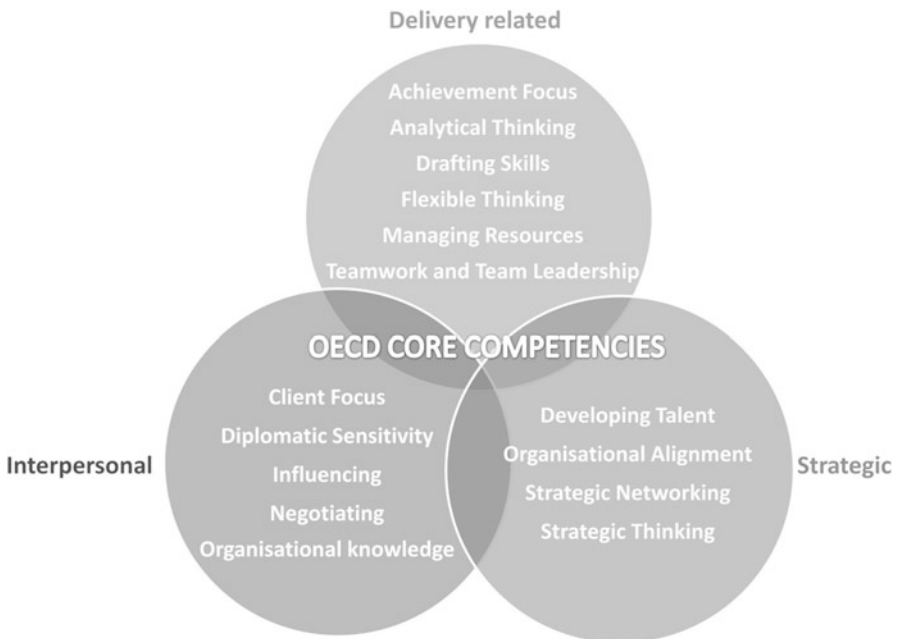 Delivery related
Achievement Focus
Analytical Thinking
Drafting Skills
Flexible Thinking
Managing Resources
Teamwork and Team Leadership
OECD CORE COMPETENCIES
Interpersonal
Client Focus
Diplomatic Sensitivity
Influencing
Negotiating
Organisational knowledge
Developing Talent
Organisational Alignment
Strategic Networking
Strategic Thinking
Strategic